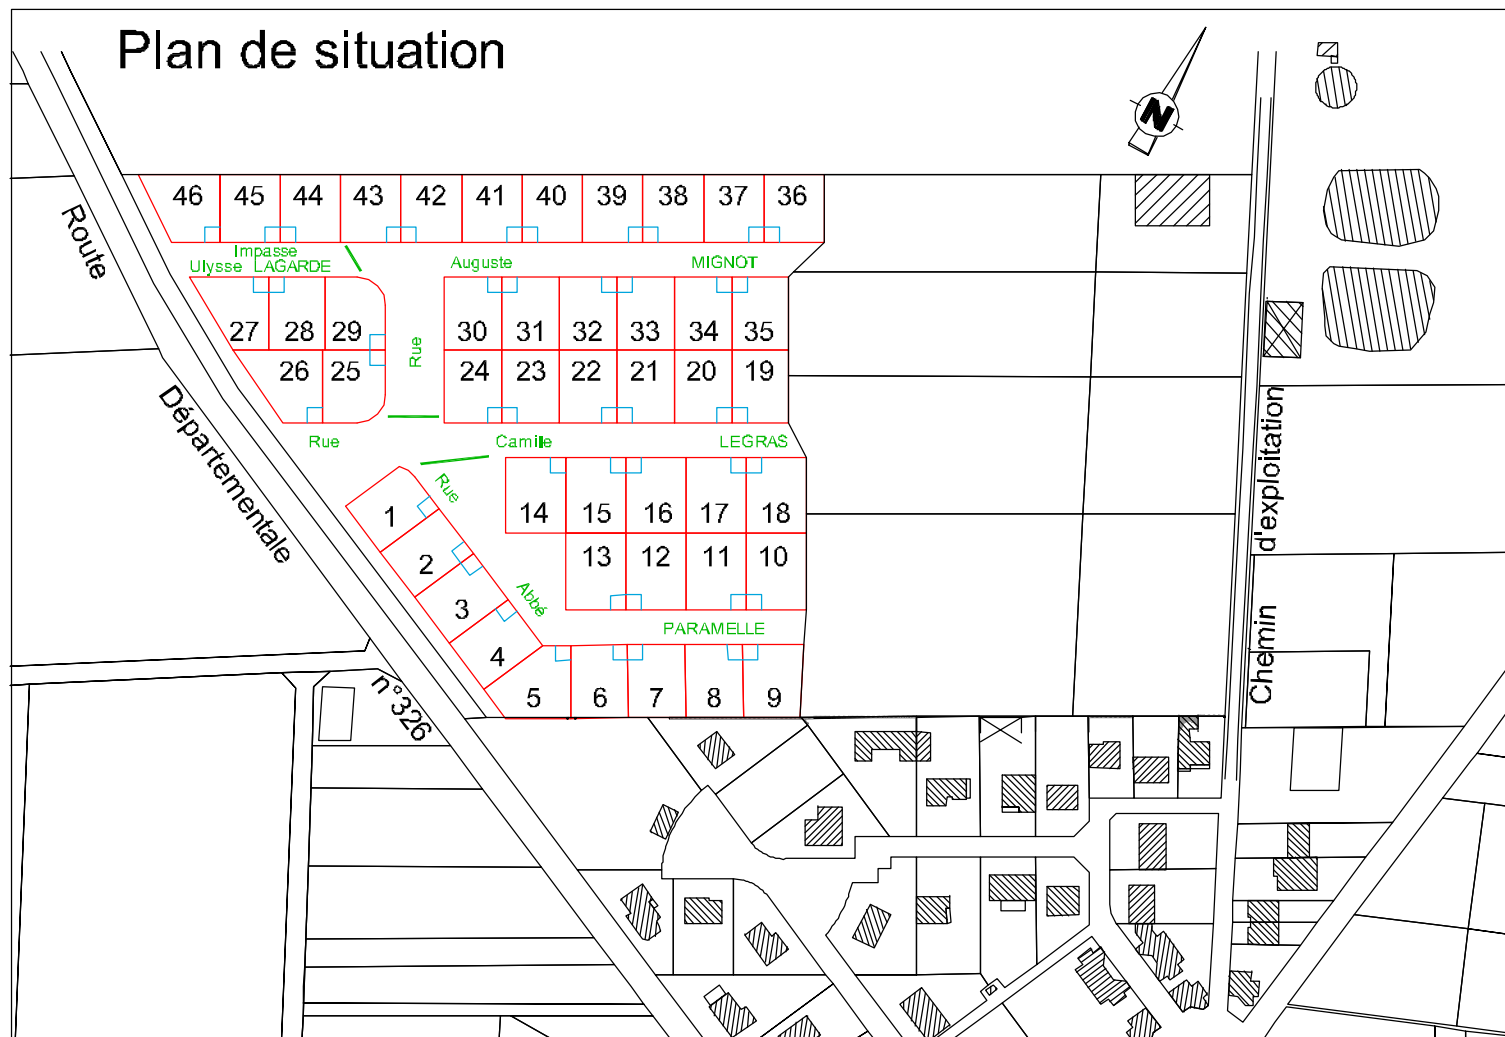 Plan de situation
N
46 45 44 43 42 41 40 39 38 37 36
Route
Impasse
Ulysse LAGARDE
Auguste
MIGNOT
27 28 29
Rue
30 31 32 33 34 35
26 25
24 23 22 21 20 19
Départementale
Rue
Camille
LEGRAS
d'exploitation
Rue
1
14 15 16 17 18
2
13 12 11 10
3
Abbé
PARAMELLE
Chemin
4
n°326
5 6 7 8 9